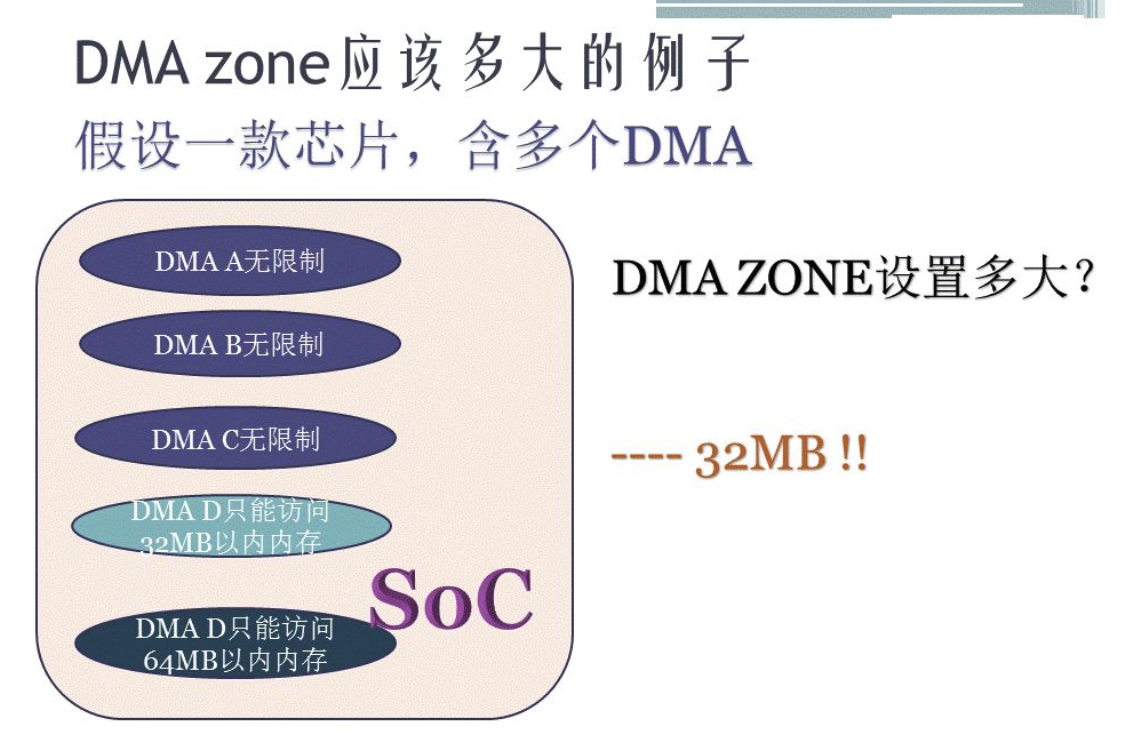 DMA zone应该多大的例子
假设一款芯片，含多个DMA
DMA A无限制
DMA B无限制
DMA C无限制
DMA D只能访问
32MB以内内存
DMA D只能访问
64MB以内内存
SoC
DMA ZONE设置多大?
---- 32MB !!